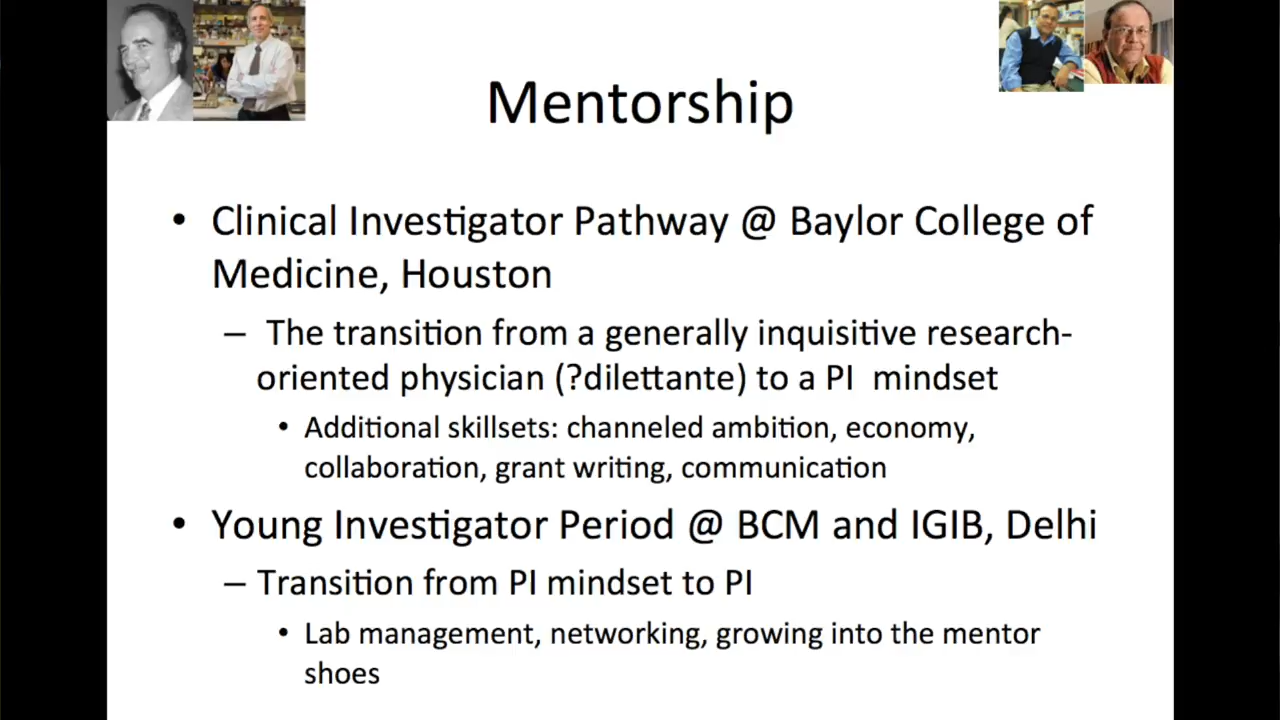 Mentorship
• Clinical Investigator Pathway @ Baylor College of
Medicine, Houston
– The transition from a generally inquisitive research-
oriented physician (?dilettante) to a PI mindset
• Additional skillsets: channeled ambition, economy,
collaboration, grant writing, communication
• Young Investigator Period @ BCM and IGIB, Delhi
– Transition from PI mindset to PI
• Lab management, networking, growing into the mentor
shoes